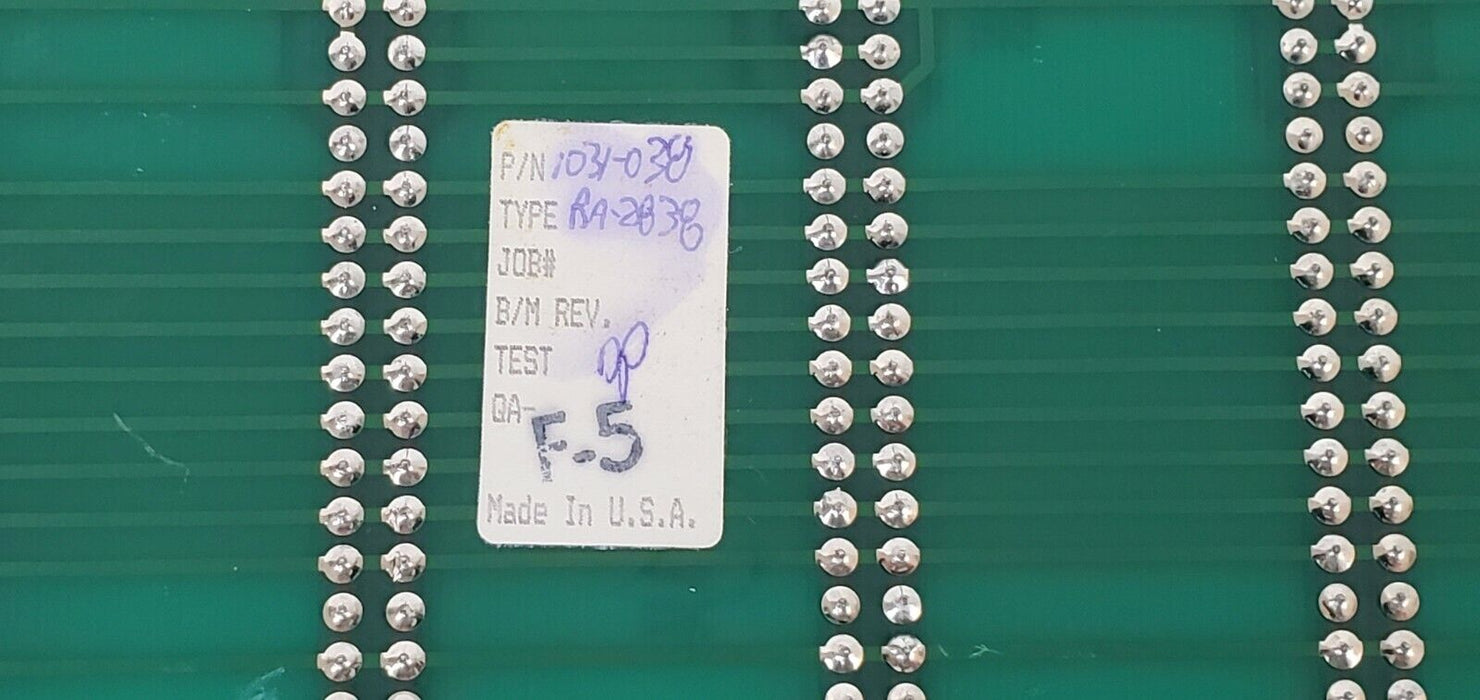 P/N 1031-038
TYPE RA-2838
JOB#
B/M REV.
TEST
QA-
F-5
Made In U.S.A.